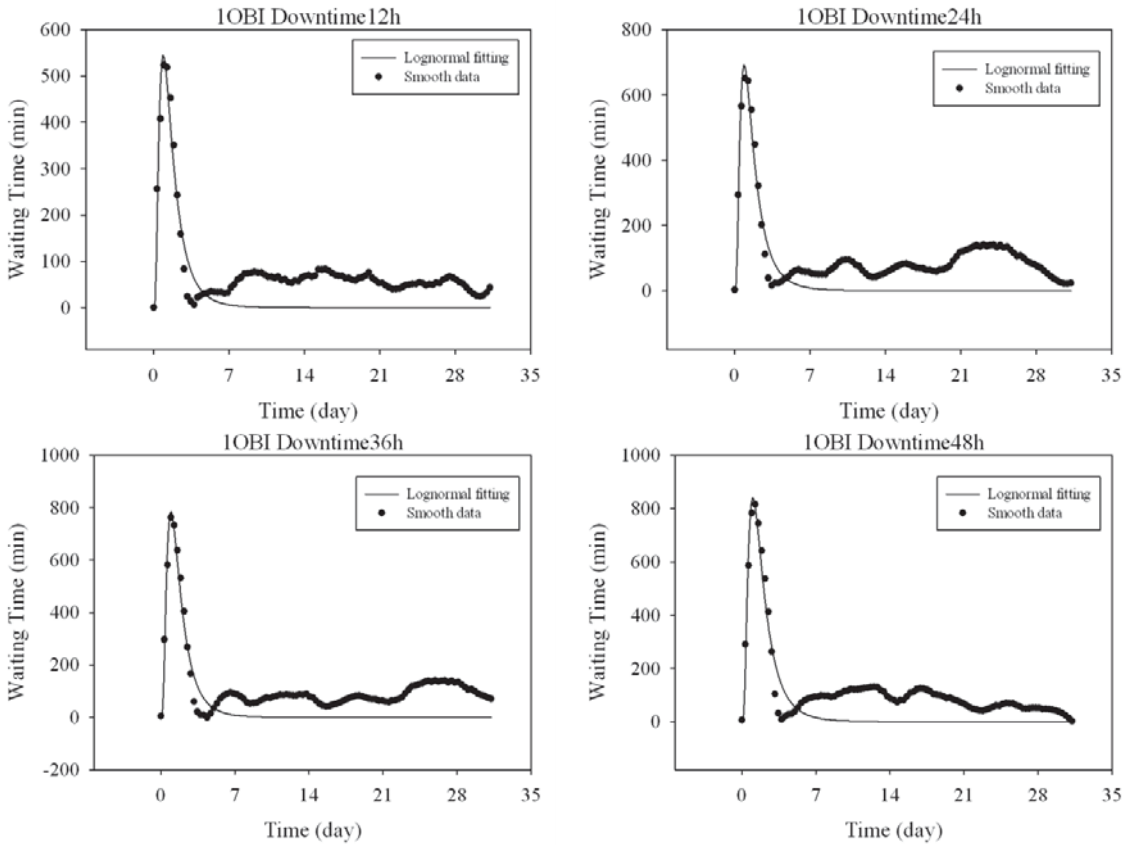 1OBI Downtime12h
600
500
400
300
200
100
0
Waiting Time (min)
Lognormal fitting
Smooth data
0 7 14 21 28 35
Time (day)
1OBI Downtime24h
800
600
400
200
0
Waiting Time (min)
Lognormal fitting
Smooth data
0 7 14 21 28 35
Time (day)
1OBI Downtime36h
1000
800
600
400
200
0
-200
Waiting Time (min)
Lognormal fitting
Smooth data
0 7 14 21 28 35
Time (day)
1OBI Downtime48h
1000
800
600
400
200
0
Waiting Time (min)
Lognormal fitting
Smooth data
0 7 14 21 28 35
Time (day)